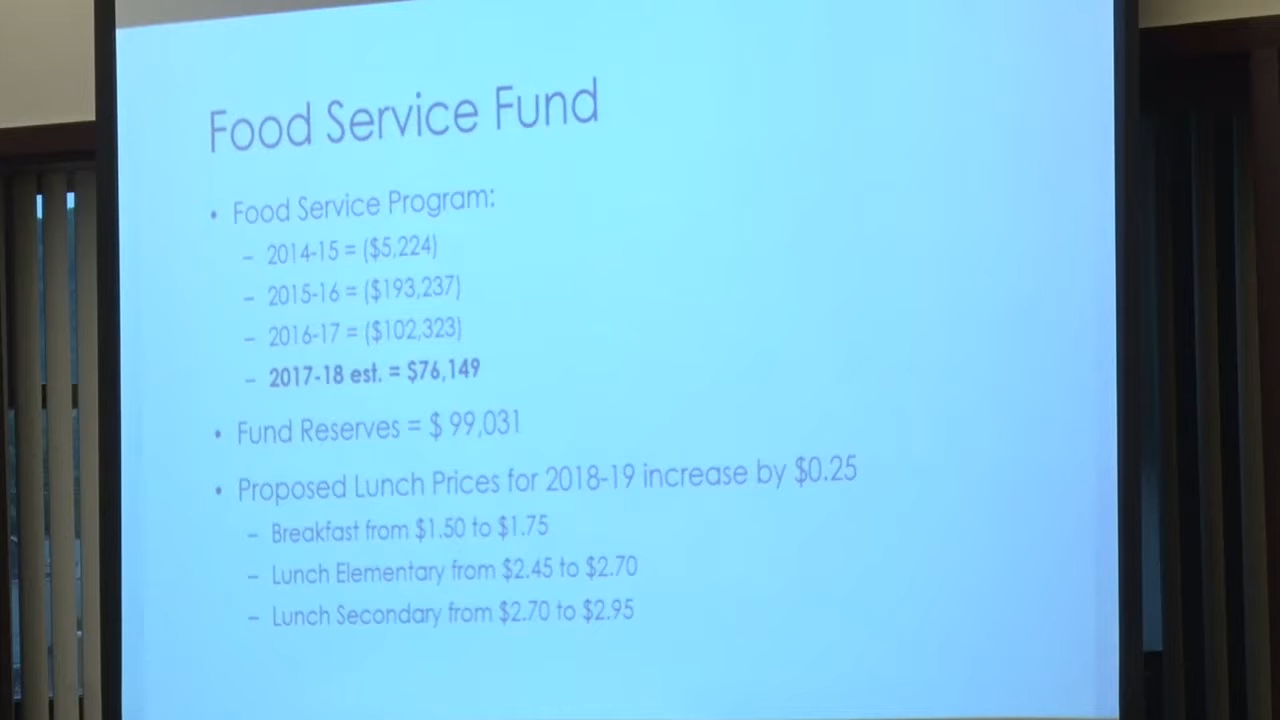 Food Service Fund
• Food Service Program:
– 2014-15 = ($5,224)
– 2015-16 = ($193,237)
– 2016-17 = ($102,323)
– 2017-18 est. = $76,149
• Fund Reserves = $ 99,031
• Proposed Lunch Prices for 2018-19 increase by $0.25
– Breakfast from $1.50 to $1.75
– Lunch Elementary from $2.45 to $2.70
– Lunch Secondary from $2.70 to $2.95